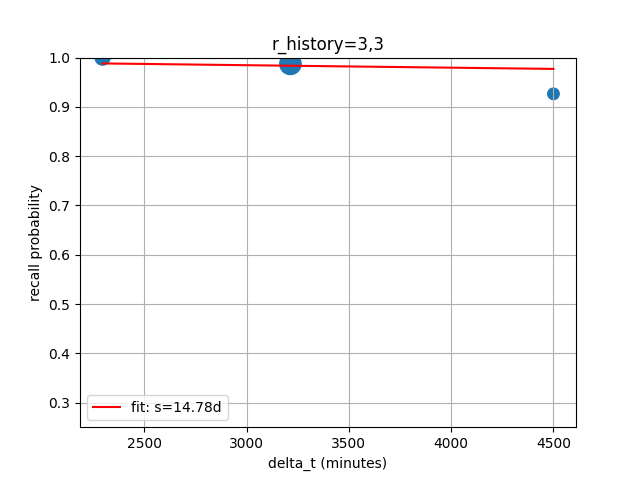 r_history=3,3
1.0
0.9
0.8
0.7
0.6
0.5
0.4
0.3
recall probability
fit: s=14.78d
2500 3000 3500 4000 4500
delta_t (minutes)